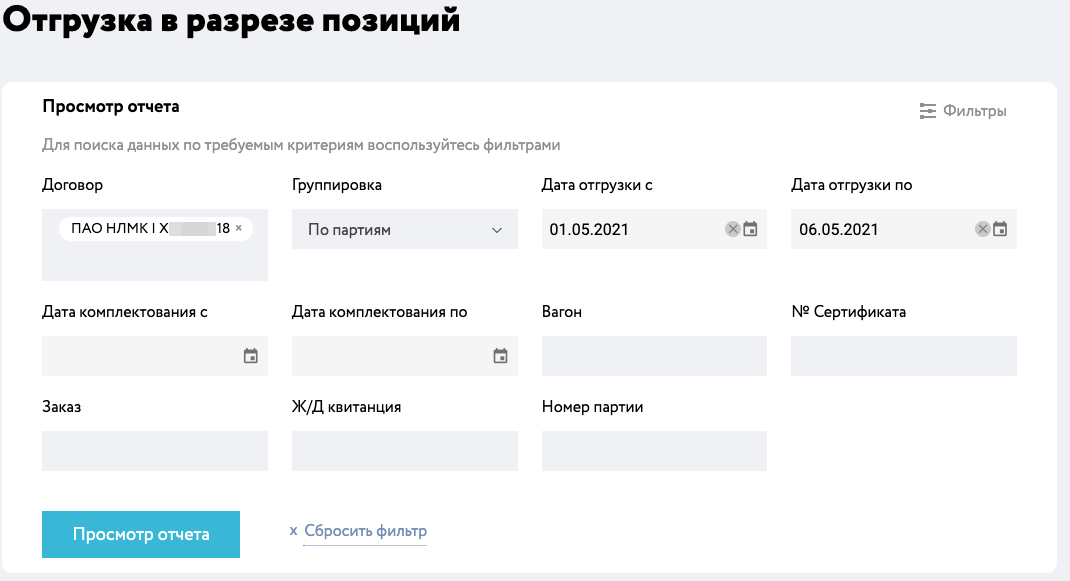 Отгрузка в разрезе позиций
Просмотр отчета
Фильтры
Для поиска данных по требуемым критериям воспользуйтесь фильтрами
Договор Группировка Дата отгрузки с Дата отгрузки по
ПАО НЛМК | Х 18 × По партиям 01.05.2021 06.05.2021
Дата комплектования с Дата комплектования по Вагон № Сертификата
Заказ Ж/Д квитанция Номер партии
Просмотр отчета x Сбросить фильтр